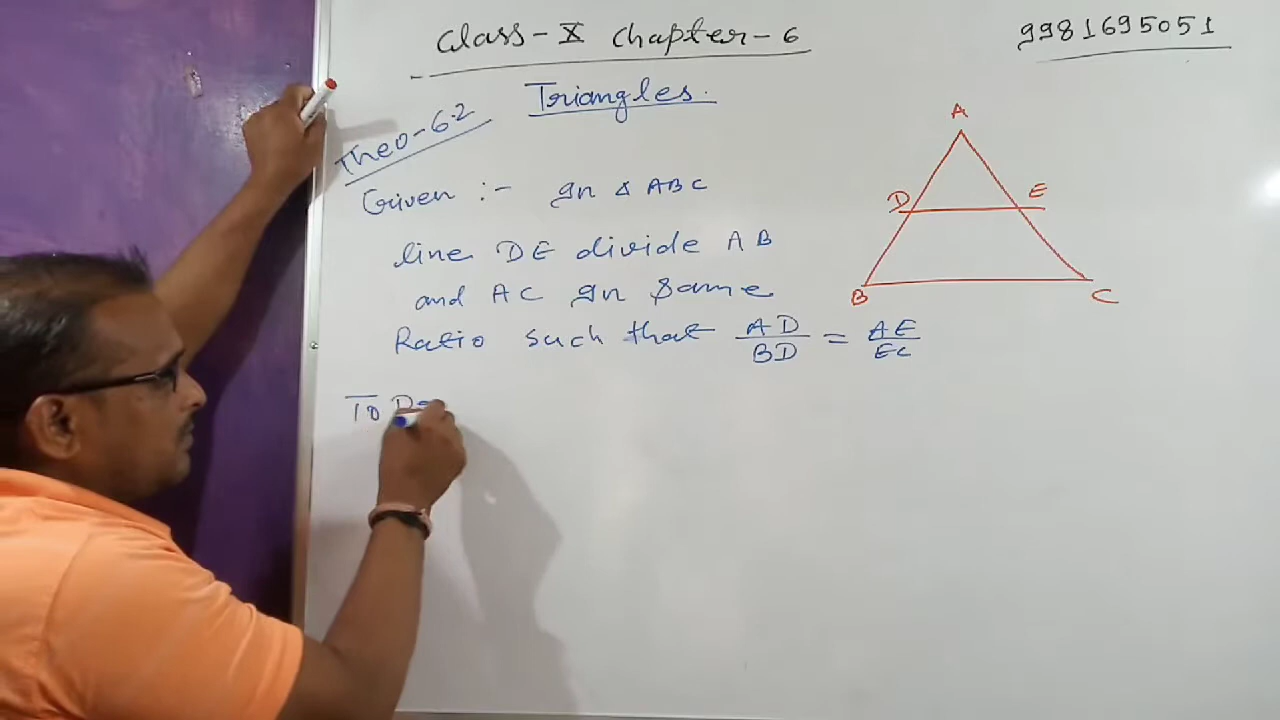 Class-X Chapter-6
9981695051
Triangles.
Theo-6.2
Given :- In Δ ABC
line DE divide AB
and AC In Same
Ratio such that AD/BD = AE/EC
To
A
D E
B C